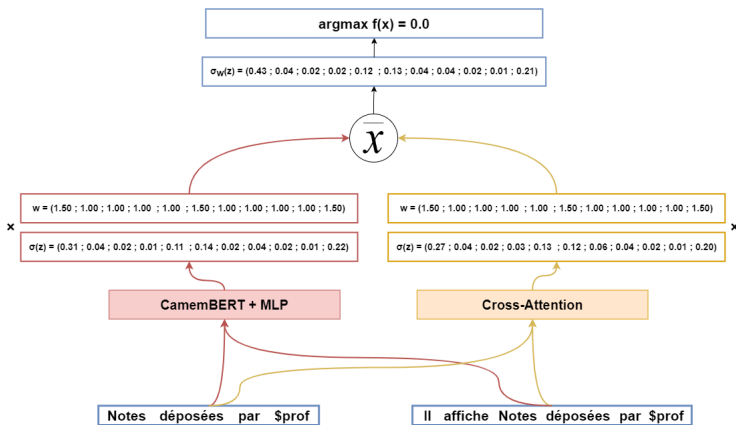 argmax f(x) = 0.0
σw(z) = (0.43 ; 0.04 ; 0.02 ; 0.02 ; 0.12 ; 0.13 ; 0.04 ; 0.04 ; 0.02 ; 0.01 ; 0.21)
x̄
w = (1.50 ; 1.00 ; 1.00 ; 1.00 ; 1.00 ; 1.50 ; 1.00 ; 1.00 ; 1.00 ; 1.00 ; 1.50)
w = (1.50 ; 1.00 ; 1.00 ; 1.00 ; 1.00 ; 1.50 ; 1.00 ; 1.00 ; 1.00 ; 1.00 ; 1.50)
×
×
σ(z) = (0.31 ; 0.04 ; 0.02 ; 0.01 ; 0.11 ; 0.14 ; 0.02 ; 0.04 ; 0.02 ; 0.01 ; 0.22)
σ(z) = (0.27 ; 0.04 ; 0.02 ; 0.03 ; 0.13 ; 0.12 ; 0.06 ; 0.04 ; 0.02 ; 0.01 ; 0.20)
CamemBERT + MLP
Cross-Attention
Notes déposées par $prof
Il affiche Notes déposées par $prof